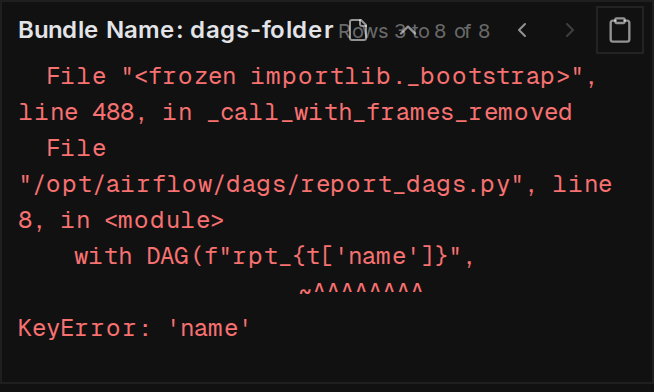 Bundle Name: dags-folder Rows 3 to 8 of 8
File "<frozen importlib._bootstrap>",
line 488, in _call_with_frames_removed
File
"/opt/airflow/dags/report_dags.py", line
8, in <module>
with DAG(f"rpt_{t['name']}",
~^^^^^^^^
KeyError: 'name'